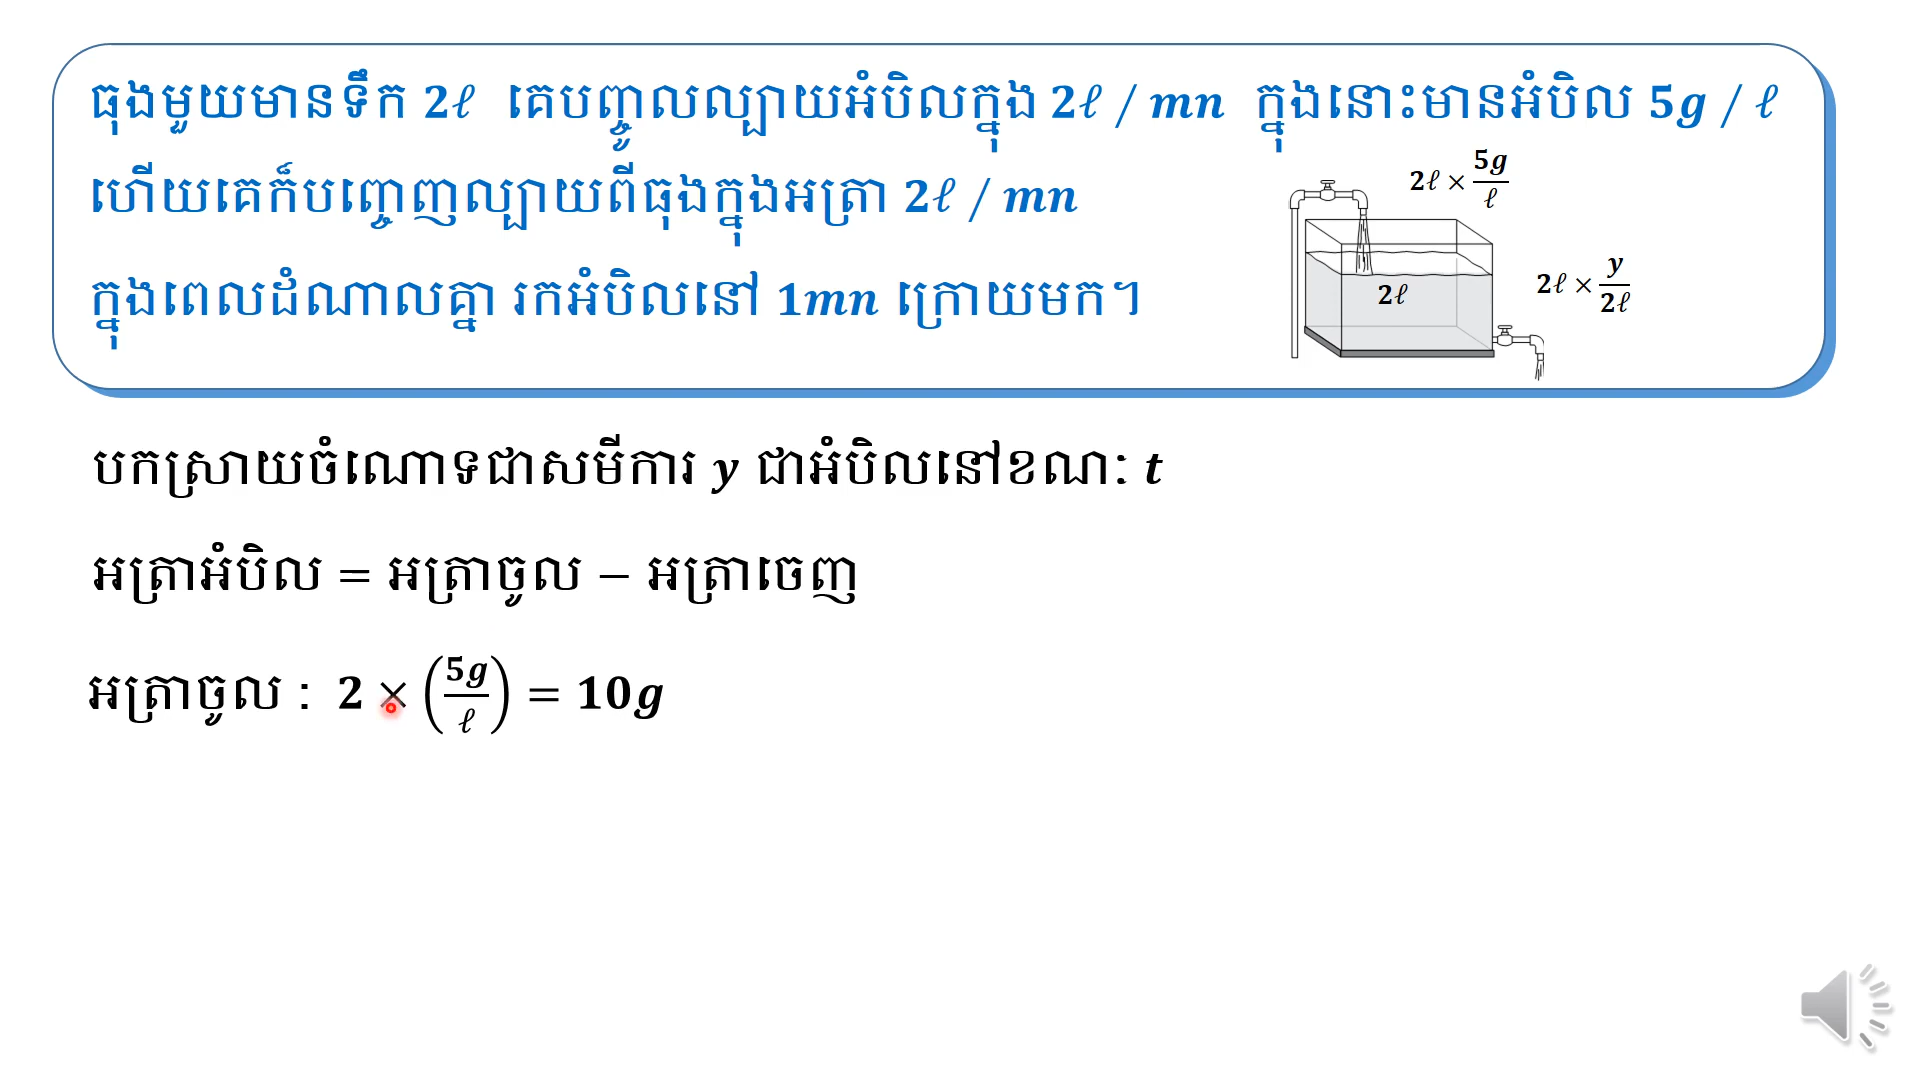 ធុងមួយមានទឹក 2ℓ គេបញ្ចូលល្បាយអំបិលក្នុង 2ℓ / mn ក្នុងនោះមានអំបិល 5g / ℓ
ហើយគេក៏បញ្ចេញល្បាយពីធុងក្នុងអត្រា 2ℓ / mn
ក្នុងពេលដំណាលគ្នា រកអំបិលនៅ 1mn ក្រោយមក។
2ℓ × 5g/ℓ
2ℓ × y/2ℓ
2ℓ
បកស្រាយចំណោទជាសមីការ y ជាអំបិលនៅខណៈ t
អត្រាអំបិល = អត្រាចូល − អត្រាចេញ
អត្រាចូល : 2 × (5g/ℓ) = 10g